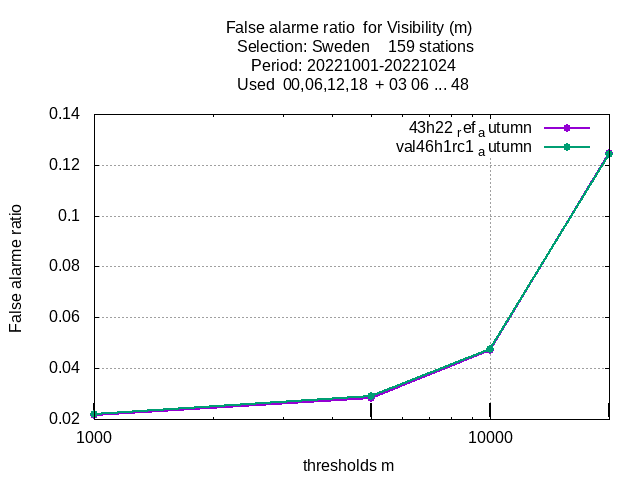 False alarme ratio  for Visibility (m)
Selection: Sweden    159 stations
Period: 20221001-20221024
Used  00,06,12,18  + 03 06 ... 48
0.14
43h22 ref a utumn
val46h1rc1 a utumn
0.12
0.1
0.08
0.06
0.04
0.02
False alarme ratio
1000
10000
thresholds m